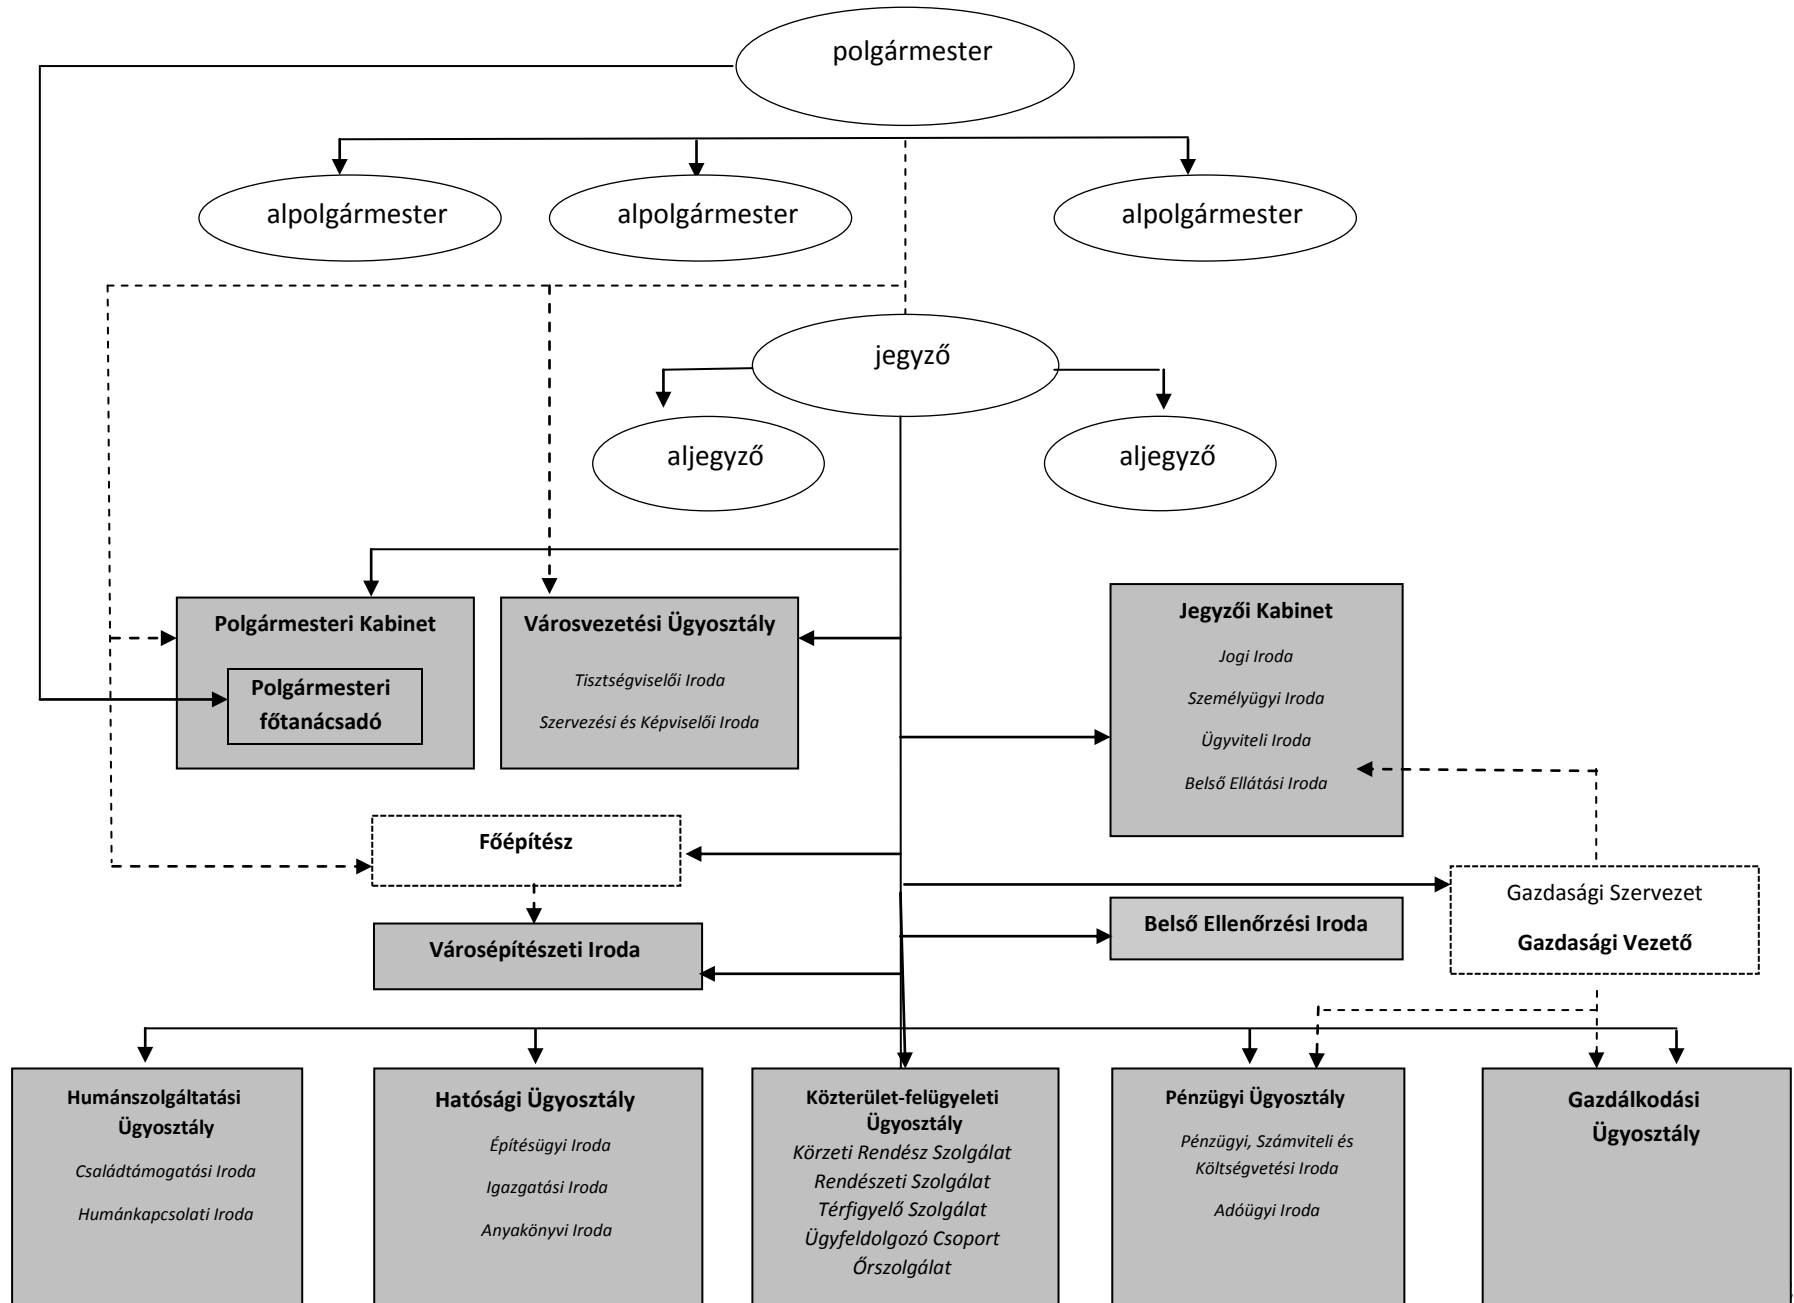 polgármester
alpolgármester
alpolgármester
alpolgármester
jegyző
aljegyző
aljegyző
Polgármesteri Kabinet
Polgármesteri
főtanácsadó
Városvezetési Ügyosztály
Tisztségviselői Iroda
Szervezési és Képviselői Iroda
Jegyzői Kabinet
Jogi Iroda
Személyügyi Iroda
Ügyviteli Iroda
Belső Ellátási Iroda
Főépítész
Városépítészeti Iroda
Belső Ellenőrzési Iroda
Gazdasági Szervezet
Gazdasági Vezető
Humánszolgáltatási
Ügyosztály
Családtámogatási Iroda
Humánkapcsolati Iroda
Hatósági Ügyosztály
Építésügyi Iroda
Igazgatási Iroda
Anyakönyvi Iroda
Közterület-felügyeleti
Ügyosztály
Körzeti Rendész Szolgálat
Rendészeti Szolgálat
Térfigyelő Szolgálat
Ügyfeldolgozó Csoport
Őrszolgálat
Pénzügyi Ügyosztály
Pénzügyi, Számviteli és
Költségvetési Iroda
Adóügyi Iroda
Gazdálkodási
Ügyosztály